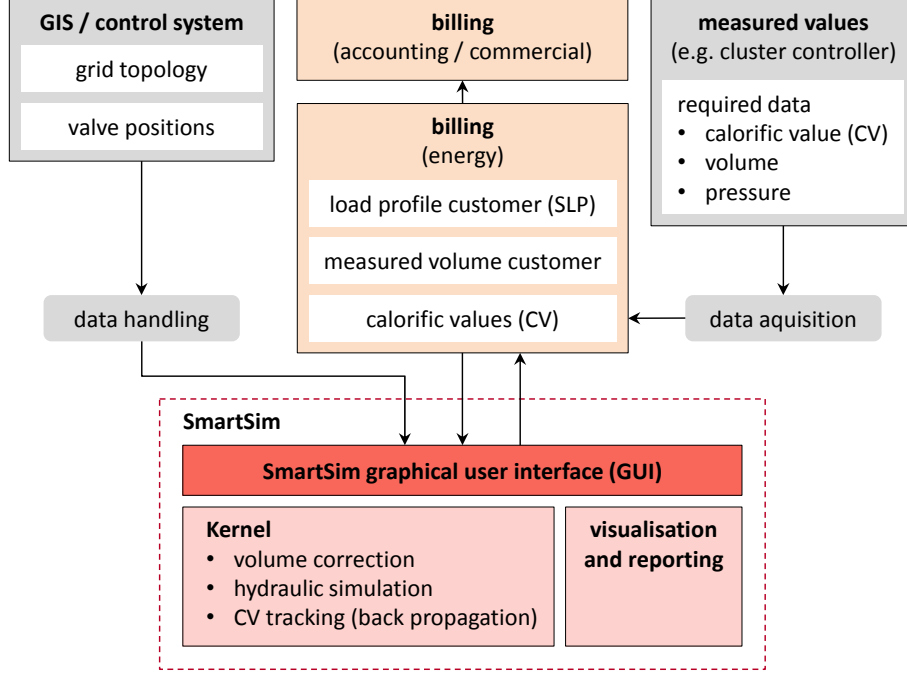 GIS / control system
grid topology
valve positions
billing
(accounting / commercial)
measured values
(e.g. cluster controller)
required data
• calorific value (CV)
• volume
• pressure
billing
(energy)
load profile customer (SLP)
measured volume customer
calorific values (CV)
data handling
data aquisition
SmartSim
SmartSim graphical user interface (GUI)
Kernel
• volume correction
• hydraulic simulation
• CV tracking (back propagation)
visualisation
and reporting